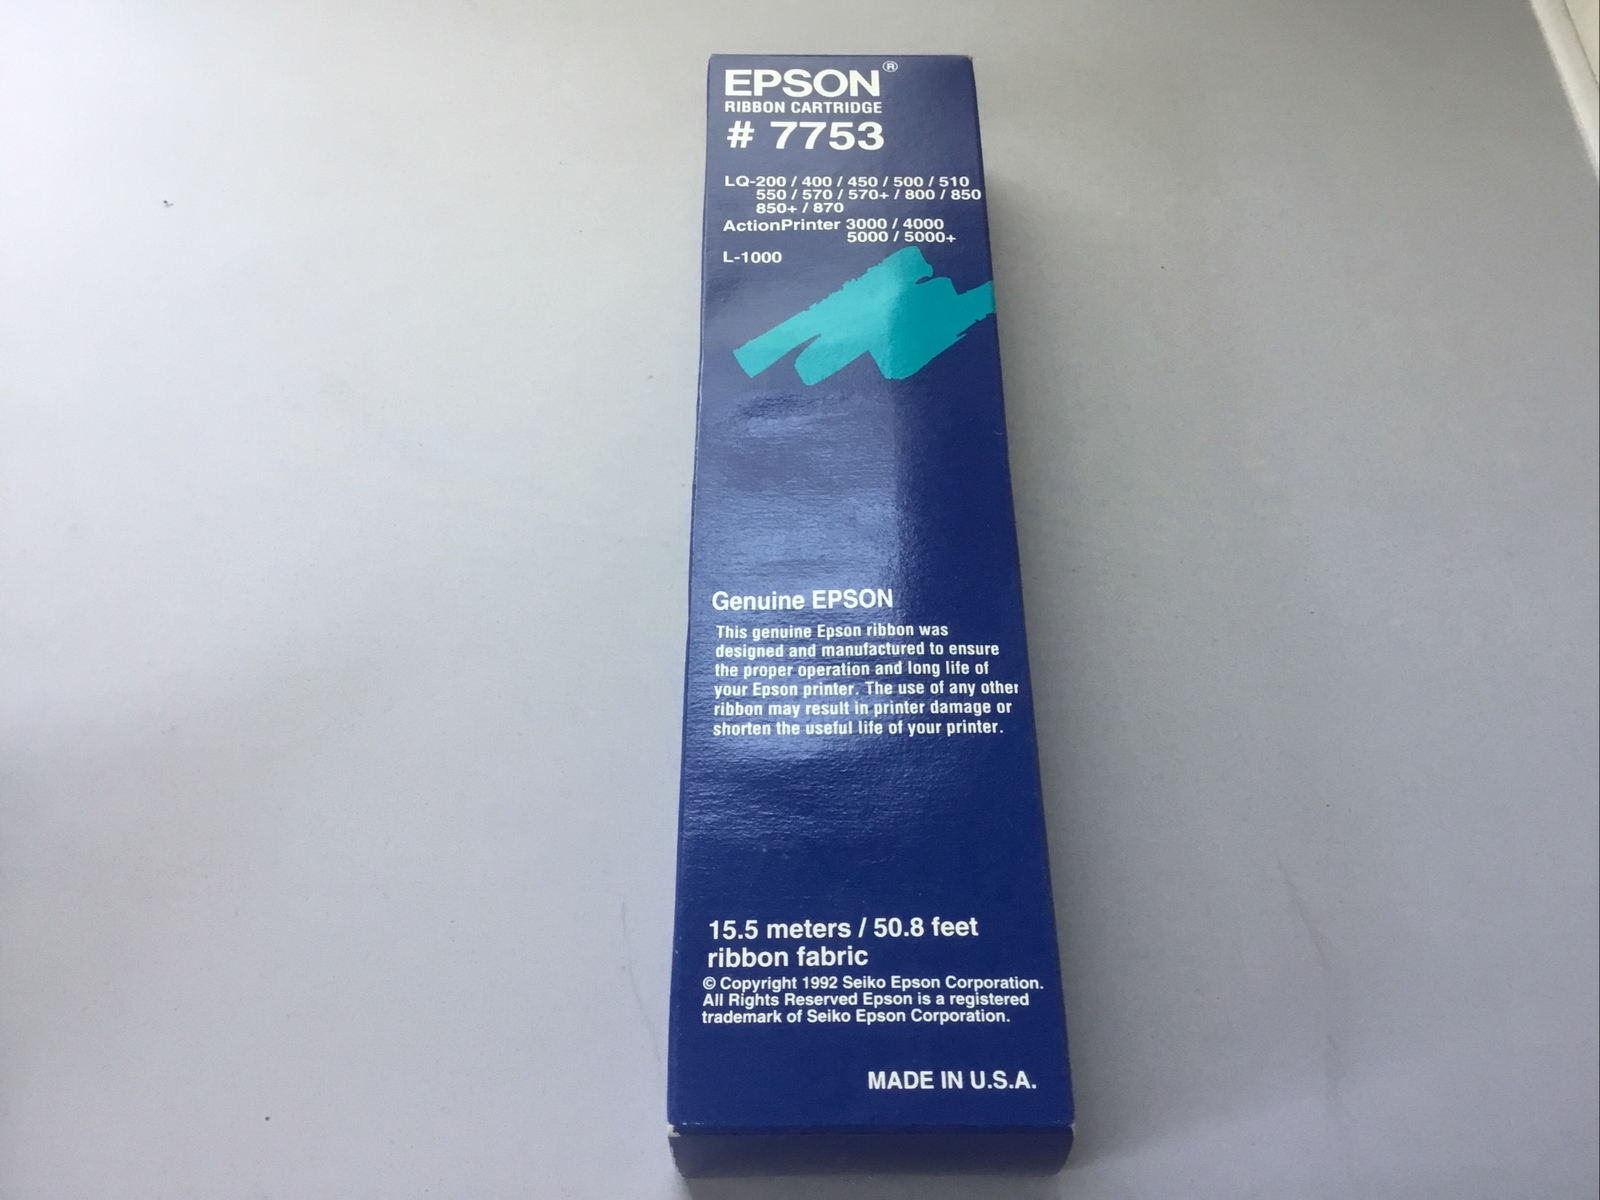 EPSON®
RIBBON CARTRIDGE
# 7753
LQ-200 / 400 / 450 / 500 / 510
550 / 570 / 570+ / 800 / 850
850+ / 870
ActionPrinter 3000 / 4000
5000 / 5000+
L-1000
Genuine EPSON
This genuine Epson ribbon was
designed and manufactured to ensure
the proper operation and long life of
your Epson printer. The use of any other
ribbon may result in printer damage or
shorten the useful life of your printer.
15.5 meters / 50.8 feet
ribbon fabric
© Copyright 1992 Seiko Epson Corporation.
All Rights Reserved Epson is a registered
trademark of Seiko Epson Corporation.
MADE IN U.S.A.